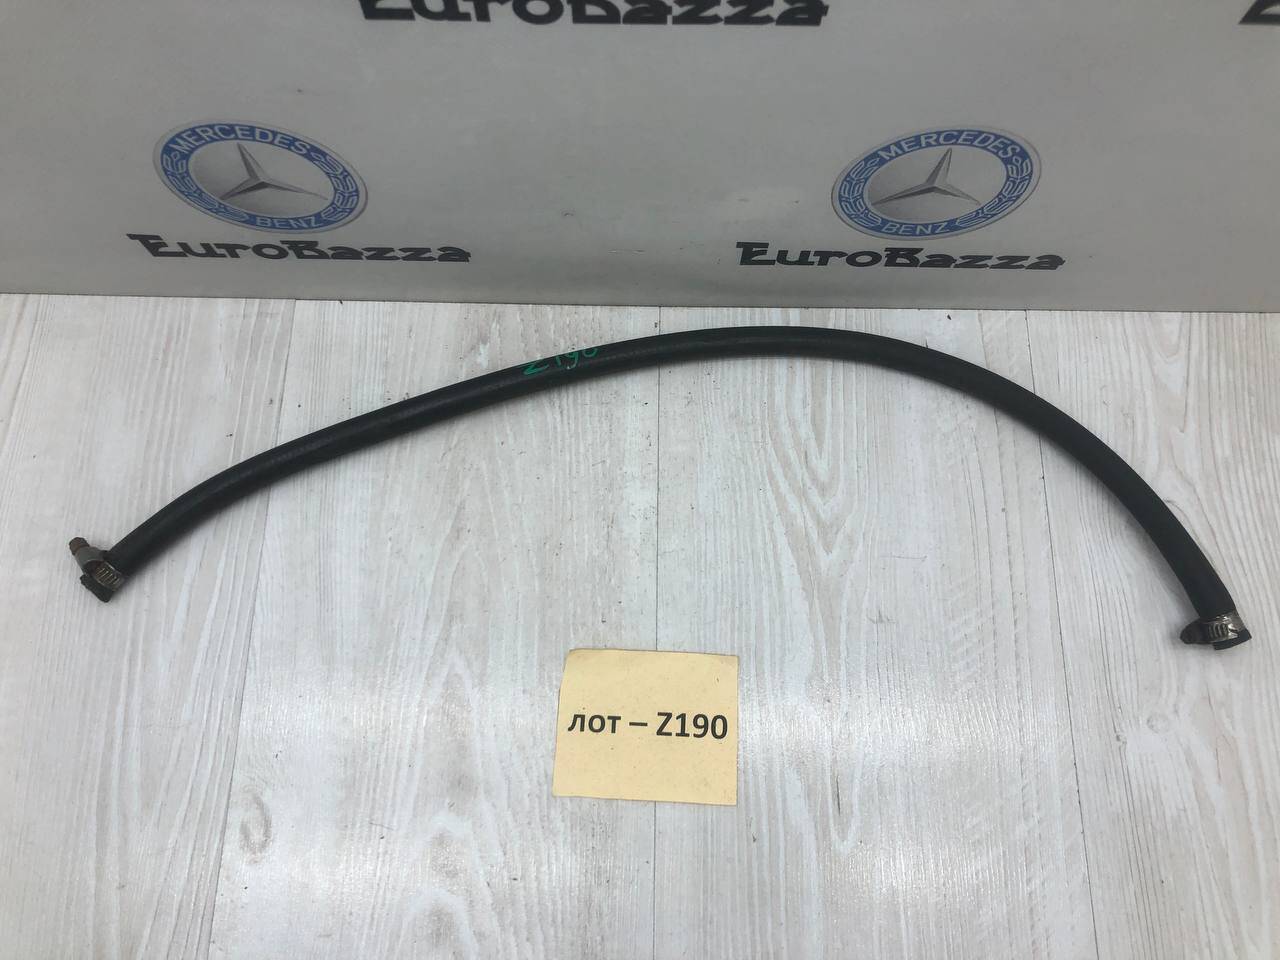 EuroBazza
MERCEDES
BENZ
EuroBazza
MERCEDES
BENZ
EuroBazza
Z190
лот – Z190